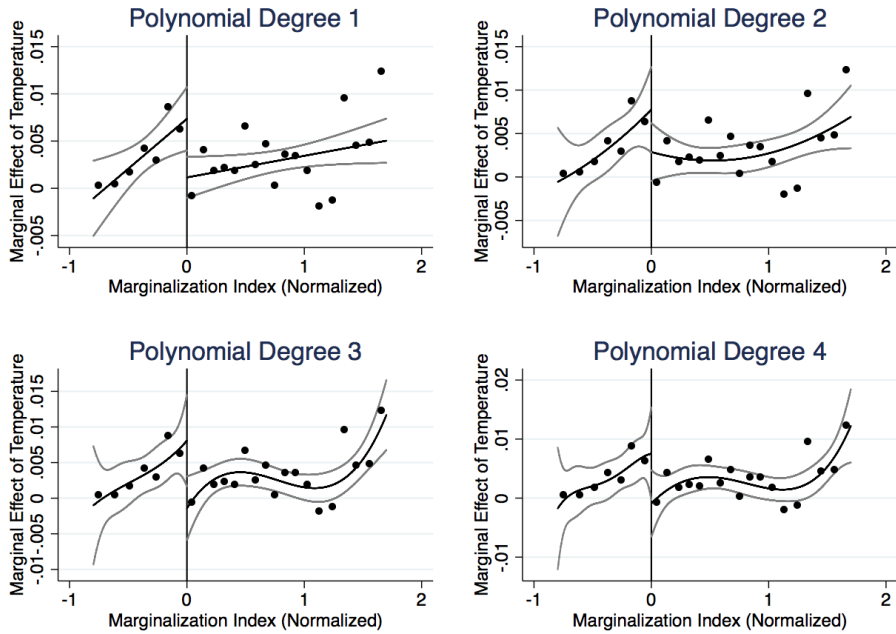 Polynomial Degree 1
Marginal Effect of Temperature
-.005 0 .005 .01 .015
-1 0 1 2
Marginalization Index (Normalized)
Polynomial Degree 2
Marginal Effect of Temperature
-.005 0 .005 .01 .015
-1 0 1 2
Marginalization Index (Normalized)
Polynomial Degree 3
Marginal Effect of Temperature
-.01 -.005 0 .005 .01 .015
-1 0 1 2
Marginalization Index (Normalized)
Polynomial Degree 4
Marginal Effect of Temperature
-.01 0 .01 .02
-1 0 1 2
Marginalization Index (Normalized)